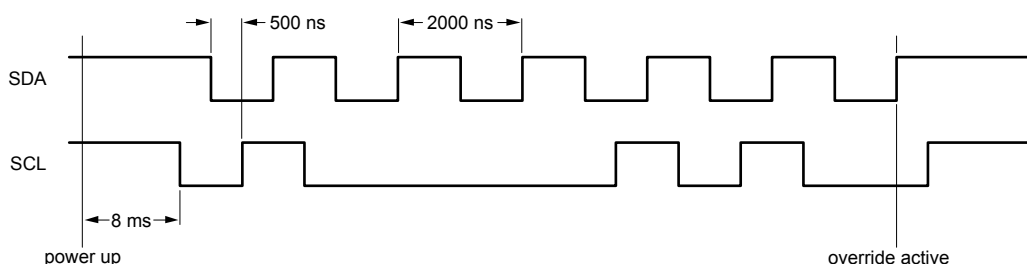 500 ns
2000 ns
SDA
SCL
8 ms
power up
override active